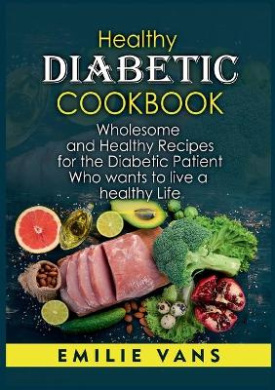 Healthy
DIABETIC
COOKBOOK
Wholesome
and Healthy Recipes
for the Diabetic Patient
Who wants to live a
healthy Life
EMILIE VANS